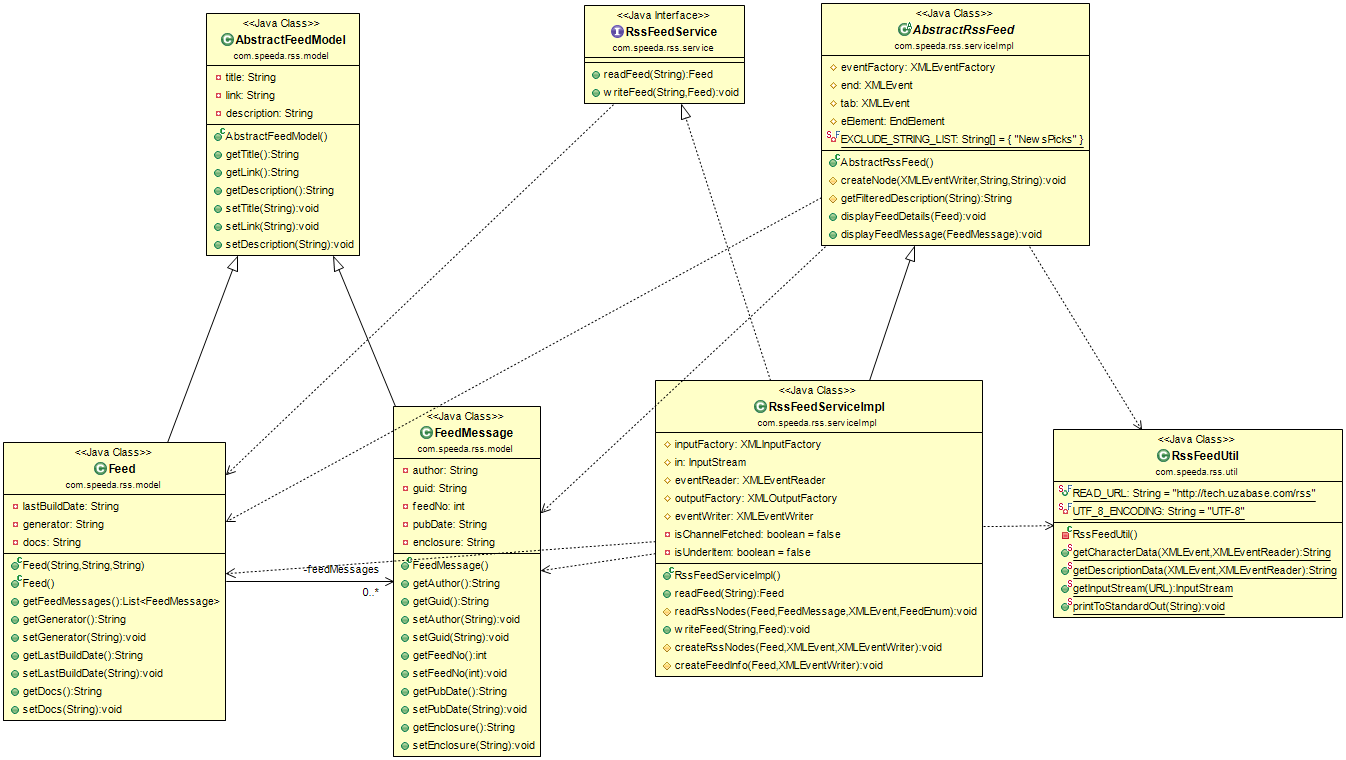 <<Java Class>>
AbstractFeedModel
com.speeda.rss.model
title: String
link: String
description: String
AbstractFeedModel()
getTitle():String
getLink():String
getDescription():String
setTitle(String):void
setLink(String):void
setDescription(String):void
<<Java Interface>>
RssFeedService
com.speeda.rss.service
readFeed(String):Feed
writeFeed(String,Feed):void
<<Java Class>>
AbstractRssFeed
com.speeda.rss.serviceImpl
eventFactory: XMLEventFactory
end: XMLEvent
tab: XMLEvent
eElement: EndElement
EXCLUDE_STRING_LIST: String[] = { "NewsPicks" }
AbstractRssFeed()
createNode(XMLEventWriter,String,String):void
getFilteredDescription(String):String
displayFeedDetails(Feed):void
displayFeedMessage(FeedMessage):void
<<Java Class>>
Feed
com.speeda.rss.model
lastBuildDate: String
generator: String
docs: String
Feed(String,String,String)
Feed()
getFeedMessages():List<FeedMessage>
getGenerator():String
setGenerator(String):void
getLastBuildDate():String
setLastBuildDate(String):void
getDocs():String
setDocs(String):void
-feedMessages
0..*
<<Java Class>>
FeedMessage
com.speeda.rss.model
author: String
guid: String
feedNo: int
pubDate: String
enclosure: String
FeedMessage()
getAuthor():String
getGuid():String
setAuthor(String):void
setGuid(String):void
getFeedNo():int
setFeedNo(int):void
getPubDate():String
setPubDate(String):void
getEnclosure():String
setEnclosure(String):void
<<Java Class>>
RssFeedServiceImpl
com.speeda.rss.serviceImpl
inputFactory: XMLInputFactory
in: InputStream
eventReader: XMLEventReader
outputFactory: XMLOutputFactory
eventWriter: XMLEventWriter
isChannelFetched: boolean = false
isUnderItem: boolean = false
RssFeedServiceImpl()
readFeed(String):Feed
readRssNodes(Feed,FeedMessage,XMLEvent,FeedEnum):void
writeFeed(String,Feed):void
createRssNodes(Feed,XMLEvent,XMLEventWriter):void
createFeedInfo(Feed,XMLEventWriter):void
<<Java Class>>
RssFeedUtil
com.speeda.rss.util
READ_URL: String = "http://tech.uzabase.com/rss"
UTF_8_ENCODING: String = "UTF-8"
RssFeedUtil()
getCharacterData(XMLEvent,XMLEventReader):String
getDescriptionData(XMLEvent,XMLEventReader):String
getInputStream(URL):InputStream
printToStandardOut(String):void